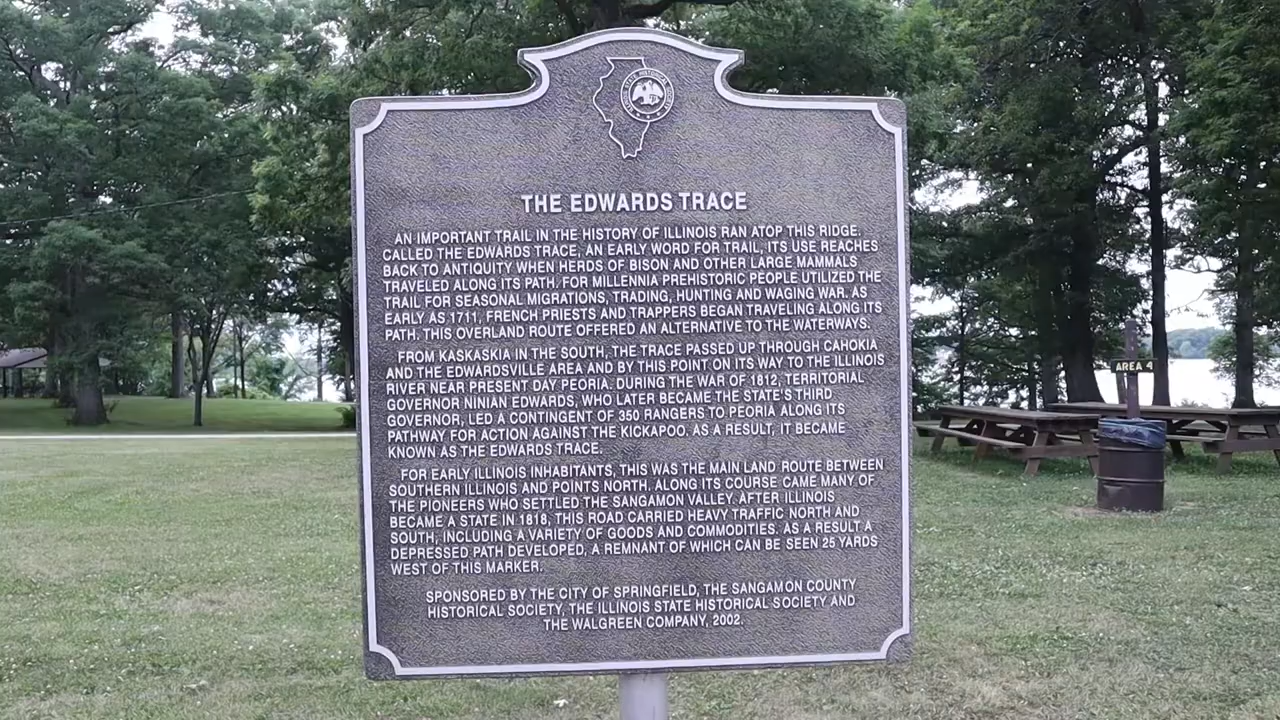 THE EDWARDS TRACE
AN IMPORTANT TRAIL IN THE HISTORY OF ILLINOIS RAN ATOP THIS RIDGE.
CALLED THE EDWARDS TRACE, AN EARLY WORD FOR TRAIL, ITS USE REACHES
BACK TO ANTIQUITY WHEN HERDS OF BISON AND OTHER LARGE MAMMALS
TRAVELED ALONG ITS PATH. FOR MILLENNIA PREHISTORIC PEOPLE UTILIZED THE
TRAIL FOR SEASONAL MIGRATIONS, TRADING, HUNTING AND WAGING WAR. AS
EARLY AS 1711, FRENCH PRIESTS AND TRAPPERS BEGAN TRAVELING ALONG ITS
PATH. THIS OVERLAND ROUTE OFFERED AN ALTERNATIVE TO THE WATERWAYS.
FROM KASKASKIA IN THE SOUTH, THE TRACE PASSED UP THROUGH CAHOKIA
AND THE EDWARDSVILLE AREA AND BY THIS POINT ON ITS WAY TO THE ILLINOIS
RIVER NEAR PRESENT DAY PEORIA. DURING THE WAR OF 1812, TERRITORIAL
GOVERNOR NINIAN EDWARDS, WHO LATER BECAME THE STATE'S THIRD
GOVERNOR, LED A CONTINGENT OF 350 RANGERS TO PEORIA ALONG ITS
PATHWAY FOR ACTION AGAINST THE KICKAPOO. AS A RESULT, IT BECAME
KNOWN AS THE EDWARDS TRACE.
FOR EARLY ILLINOIS INHABITANTS, THIS WAS THE MAIN LAND ROUTE BETWEEN
SOUTHERN ILLINOIS AND POINTS NORTH. ALONG ITS COURSE CAME MANY OF
THE PIONEERS WHO SETTLED THE SANGAMON VALLEY. AFTER ILLINOIS
BECAME A STATE IN 1818, THIS ROAD CARRIED HEAVY TRAFFIC NORTH AND
SOUTH, INCLUDING A VARIETY OF GOODS AND COMMODITIES. AS A RESULT A
DEPRESSED PATH DEVELOPED, A REMNANT OF WHICH CAN BE SEEN 25 YARDS
WEST OF THIS MARKER.
SPONSORED BY THE CITY OF SPRINGFIELD, THE SANGAMON COUNTY
HISTORICAL SOCIETY, THE ILLINOIS STATE HISTORICAL SOCIETY AND
THE WALGREEN COMPANY, 2002.
AREA 4